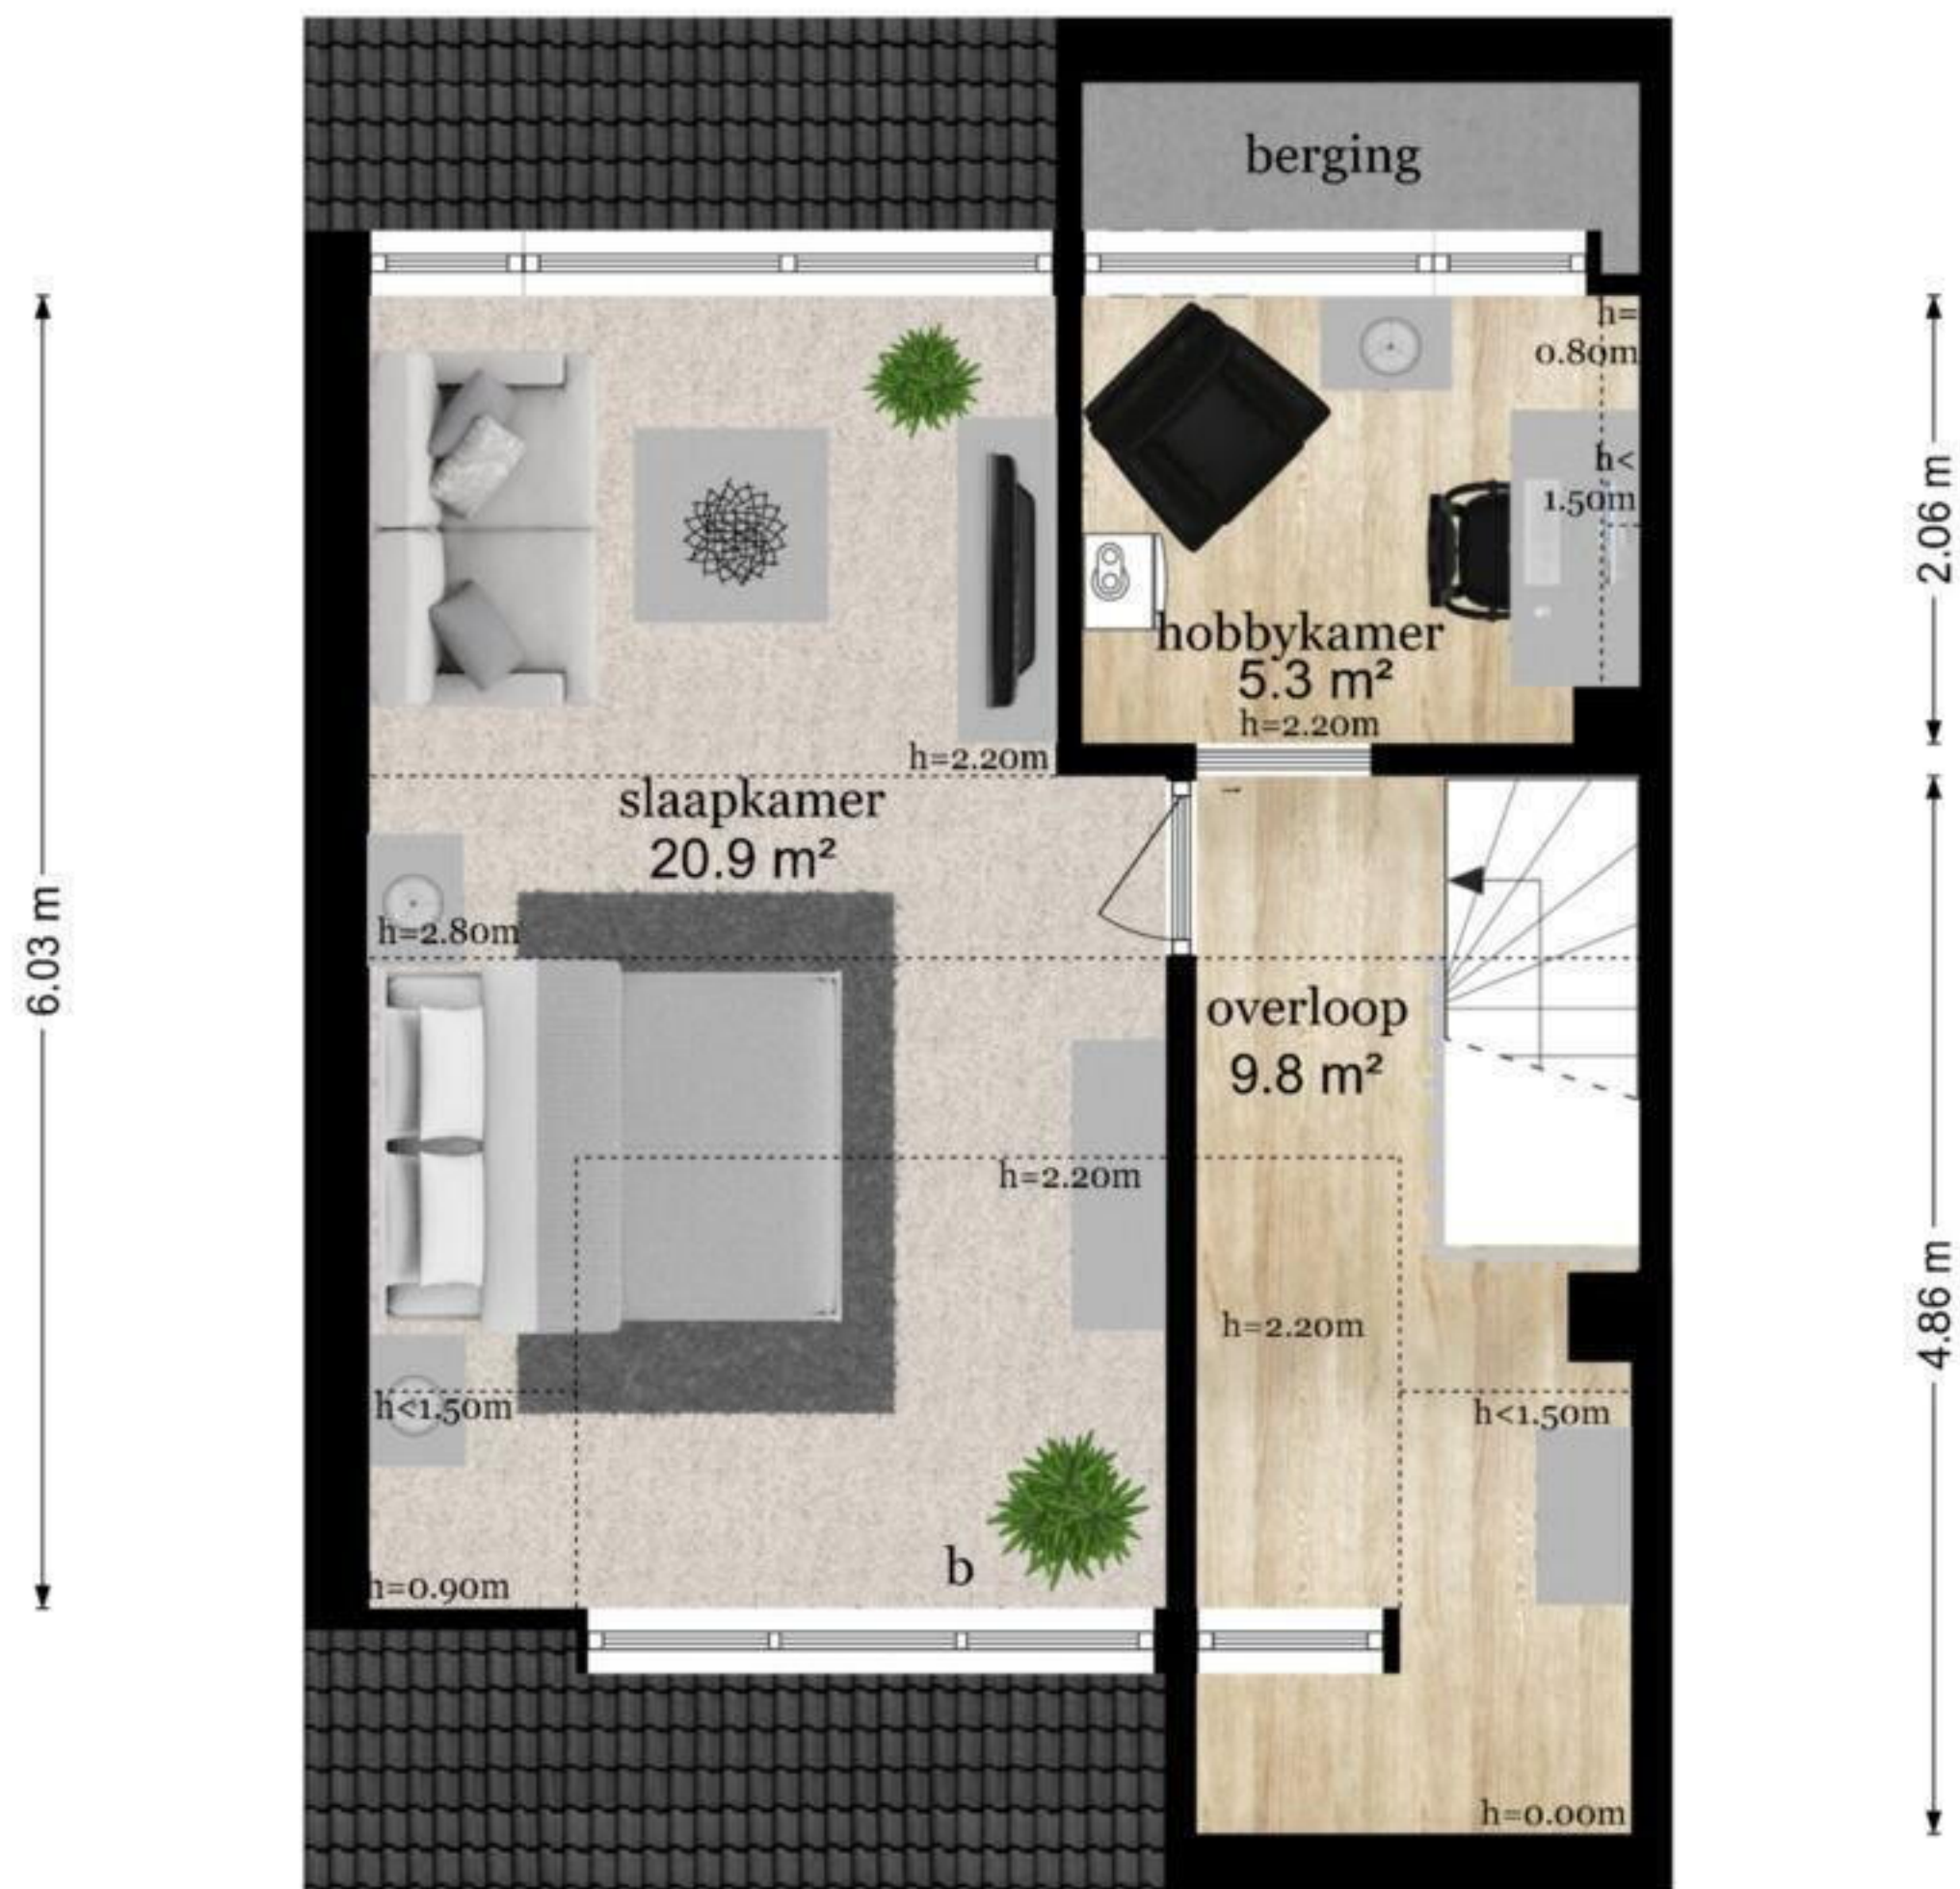 berging
h=
0.80m
h<
1.50m
2.06 m
hobbykamer
5.3 m²
h=2.20m
h=2.20m
slaapkamer
20.9 m²
h=2.80m
6.03 m
overloop
9.8 m²
h=2.20m
h=2.20m
4.86 m
h<1.50m
h<1.50m
b
h=0.90m
h=0.00m